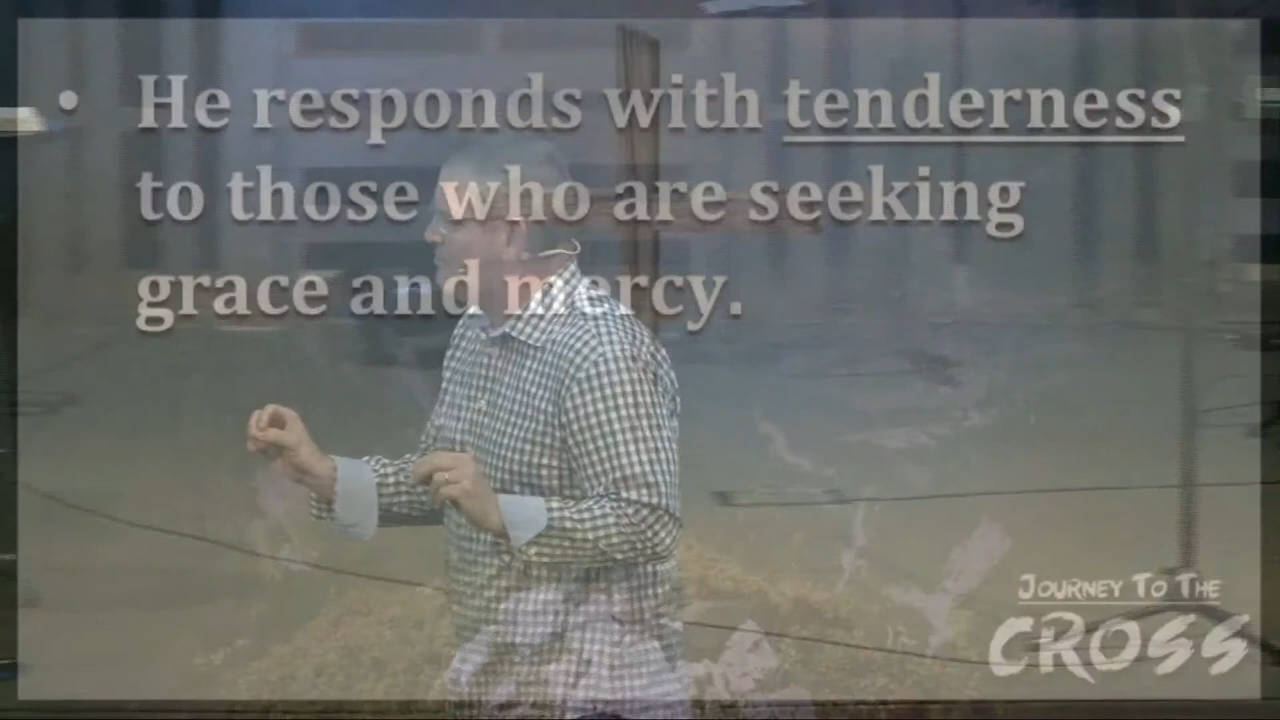 • He responds with tenderness
to those who are seeking
grace and mercy.
JOURNEY TO THE
CROSS